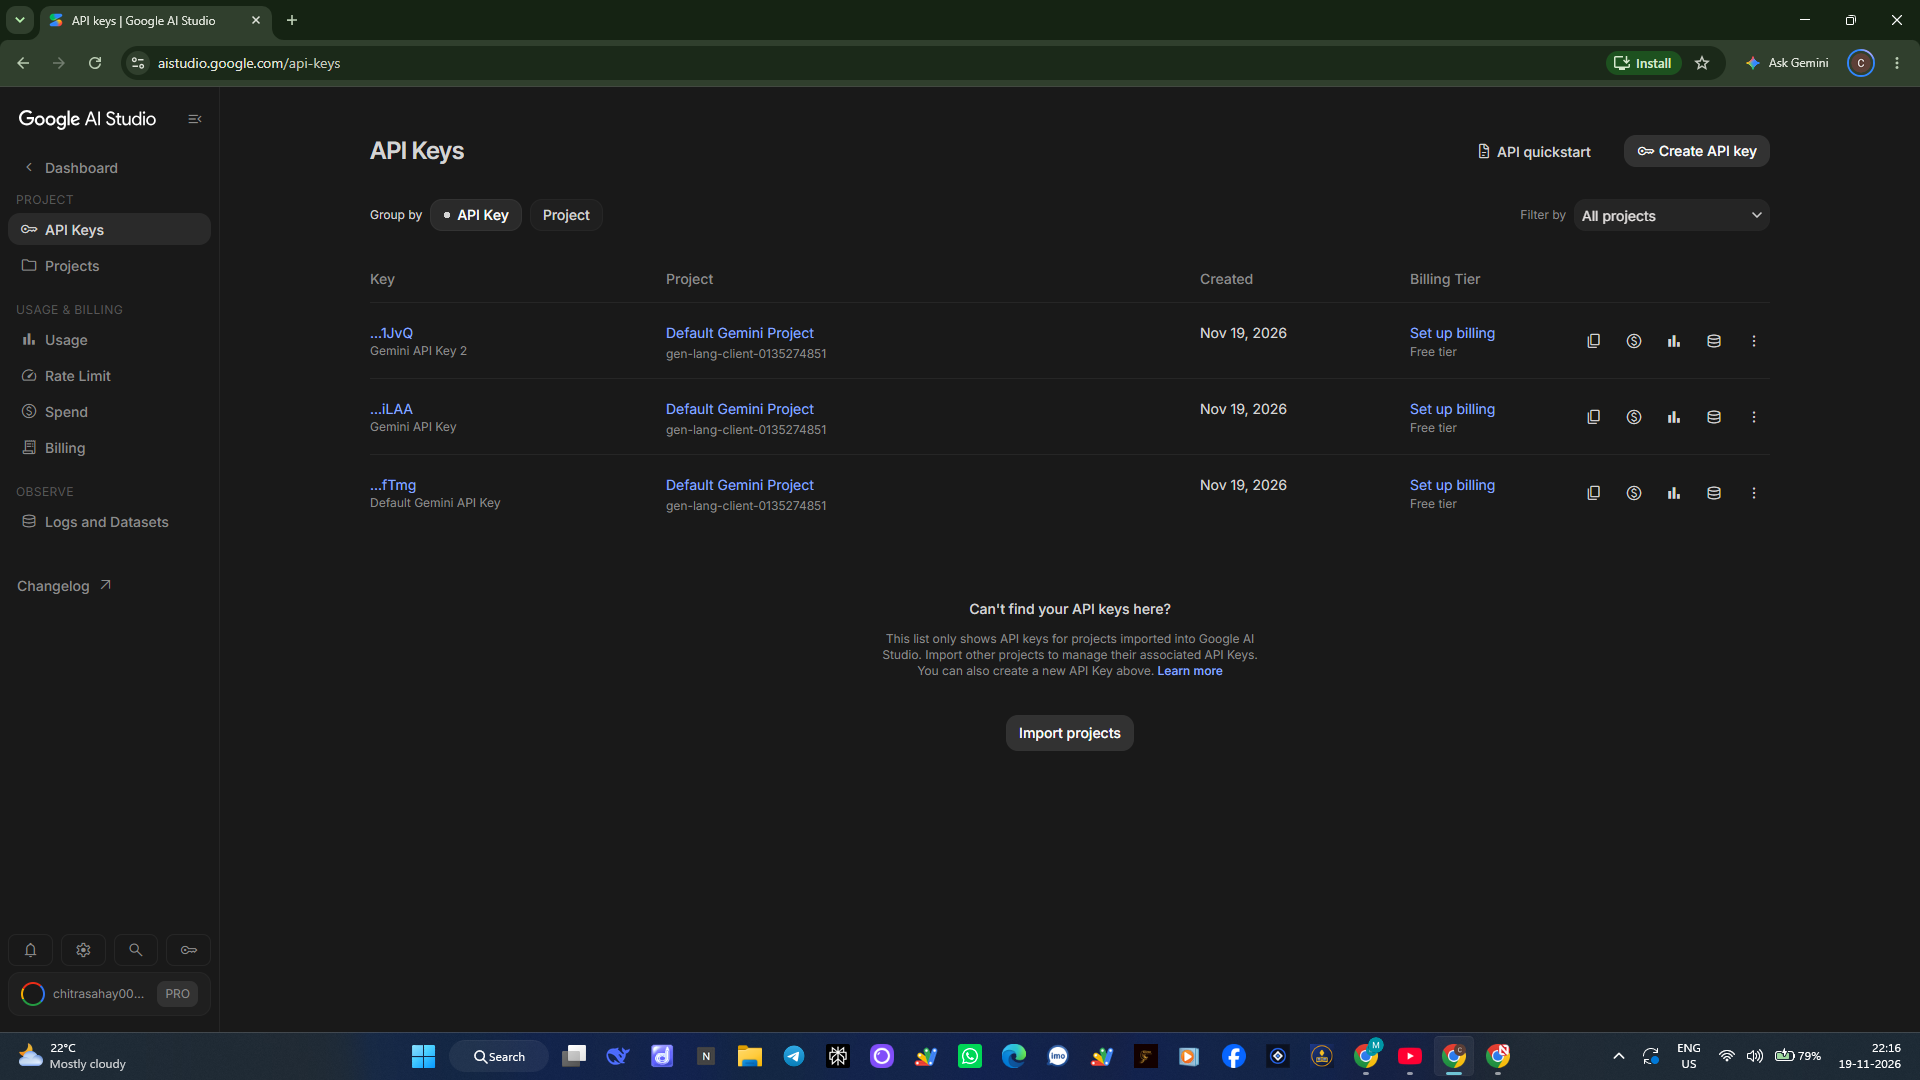 API keys | Google AI Studio
aistudio.google.com/api-keys
Install
Ask Gemini
C
Google AI Studio
Dashboard
PROJECT
API Keys
Projects
USAGE & BILLING
Usage
Rate Limit
Spend
Billing
OBSERVE
Logs and Datasets
Changelog
chitrasahay00... PRO
API Keys
API quickstart
Create API key
Group by API Key Project
Filter by All projects
Key Project Created Billing Tier
...1JvQ Default Gemini Project Nov 19, 2026 Set up billing
Gemini API Key 2 gen-lang-client-0135274851 Free tier
...iLAA Default Gemini Project Nov 19, 2026 Set up billing
Gemini API Key gen-lang-client-0135274851 Free tier
...fTmg Default Gemini Project Nov 19, 2026 Set up billing
Default Gemini API Key gen-lang-client-0135274851 Free tier
Can't find your API keys here?
This list only shows API keys for projects imported into Google AI
Studio. Import other projects to manage their associated API Keys.
You can also create a new API Key above. Learn more
Import projects
22°C
Mostly cloudy
Search
N
imo
M
C
ENG
US
79%
22:16
19-11-2026